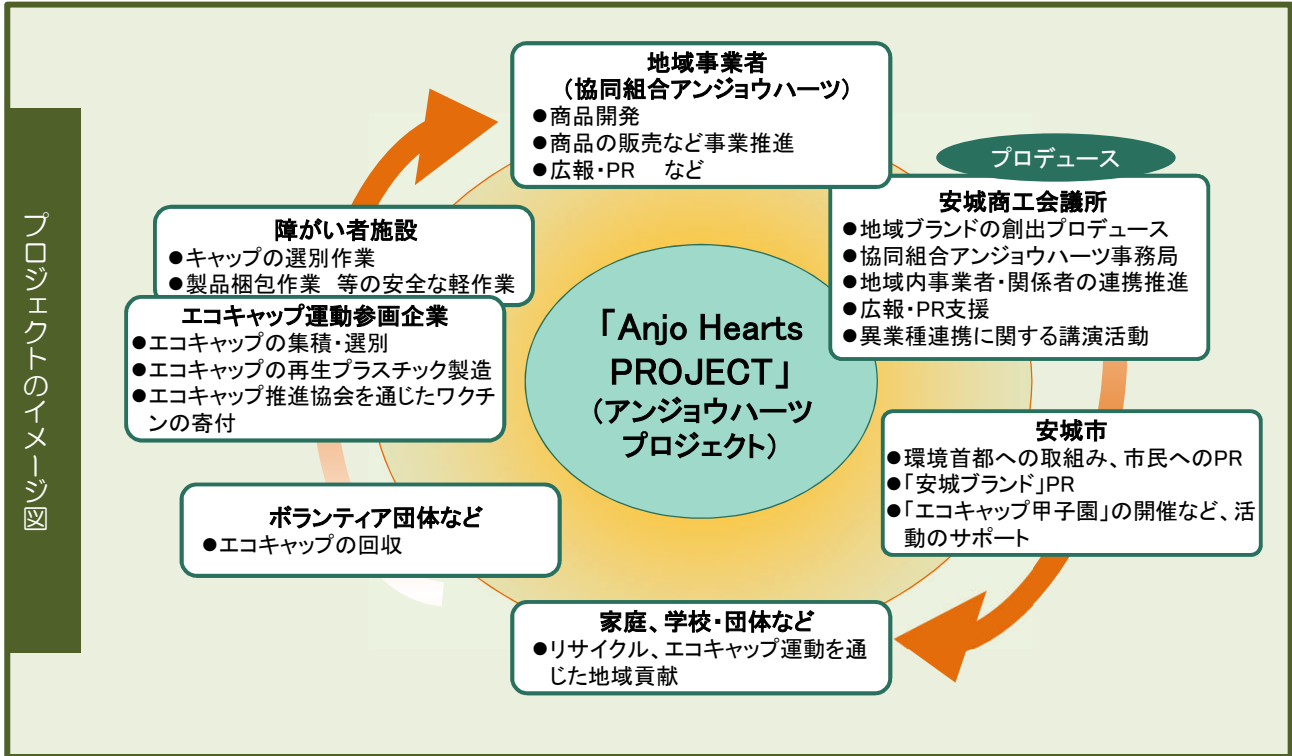 プロジェクトのイメージ図
地域事業者
（協同組合アンジョウハーツ）
●商品開発
●商品の販売など事業推進
●広報・PR　など
プロデュース
安城商工会議所
●地域ブランドの創出プロデュース
●協同組合アンジョウハーツ事務局
●地域内事業者・関係者の連携推進
●広報・PR支援
●異業種連携に関する講演活動
障がい者施設
●キャップの選別作業
●製品梱包作業　等の安全な軽作業
エコキャップ運動参画企業
●エコキャップの集積・選別
●エコキャップの再生プラスチック製造
●エコキャップ推進協会を通じたワクチ
ンの寄付
「Anjo Hearts
PROJECT」
（アンジョウハーツ
プロジェクト）
安城市
●環境首都への取組み、市民へのPR
●「安城ブランド」PR
●「エコキャップ甲子園」の開催など、活
動のサポート
ボランティア団体など
●エコキャップの回収
家庭、学校・団体など
●リサイクル、エコキャップ運動を通
じた地域貢献